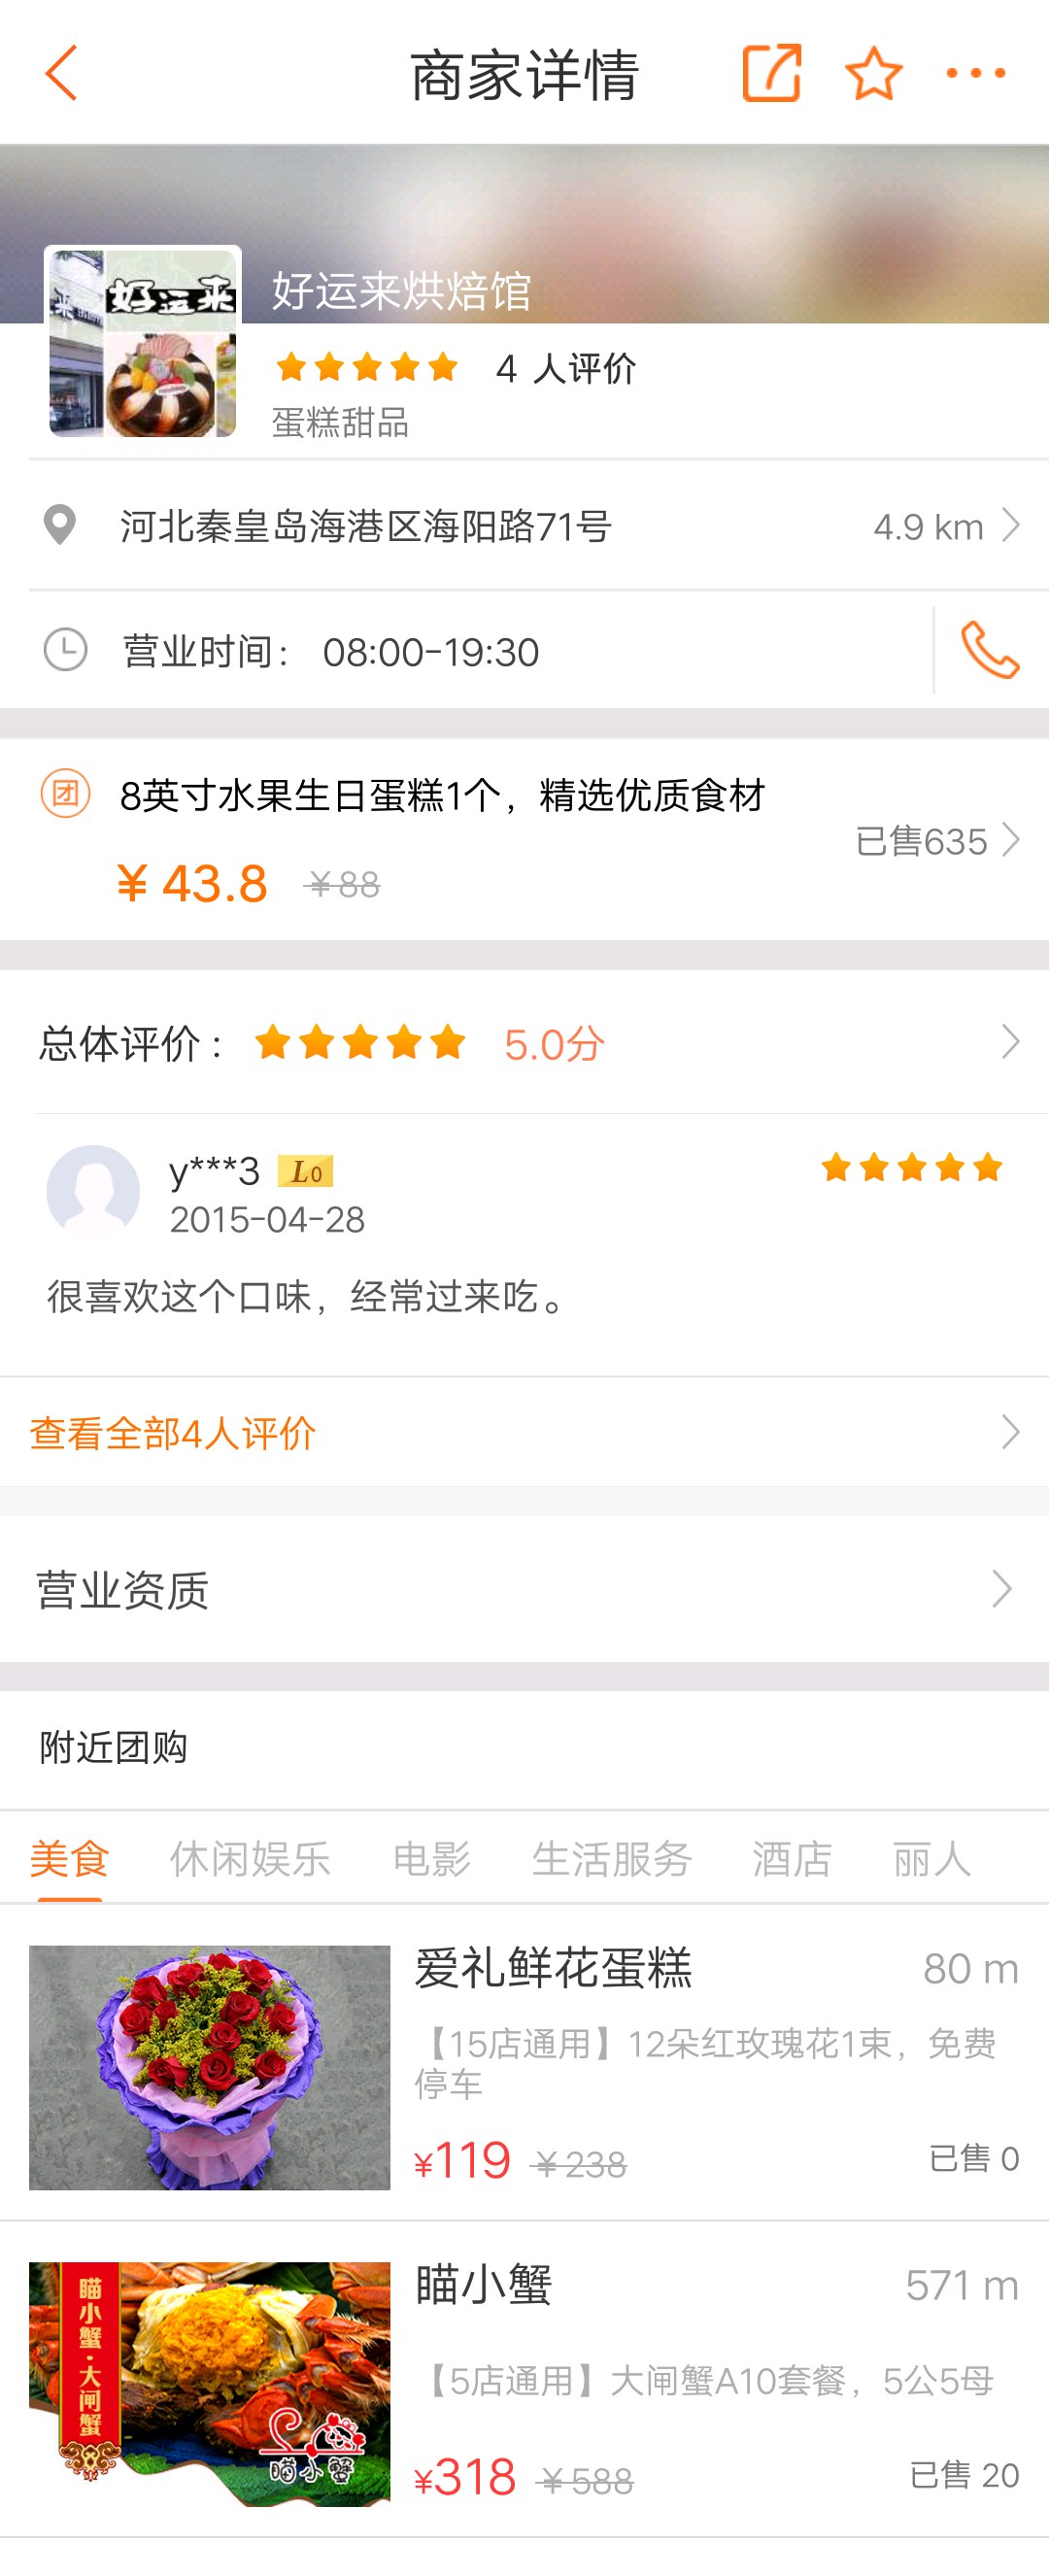 商家详情
好运来烘焙馆
好运来
4 人评价
蛋糕甜品
河北秦皇岛海港区海阳路71号
4.9 km
营业时间： 08:00-19:30
团
8英寸水果生日蛋糕1个，精选优质食材
已售635
¥ 43.8 ¥88
总体评价： 5.0分
y***3 L0
2015-04-28
很喜欢这个口味，经常过来吃。
查看全部4人评价
营业资质
附近团购
美食 休闲娱乐 电影 生活服务 酒店 丽人
爱礼鲜花蛋糕 80 m
【15店通用】12朵红玫瑰花1束，免费
停车
¥119 ¥238 已售 0
瞄小蟹·大闸蟹
瞄小蟹
瞄小蟹 571 m
【5店通用】大闸蟹A10套餐，5公5母
¥318 ¥588 已售 20